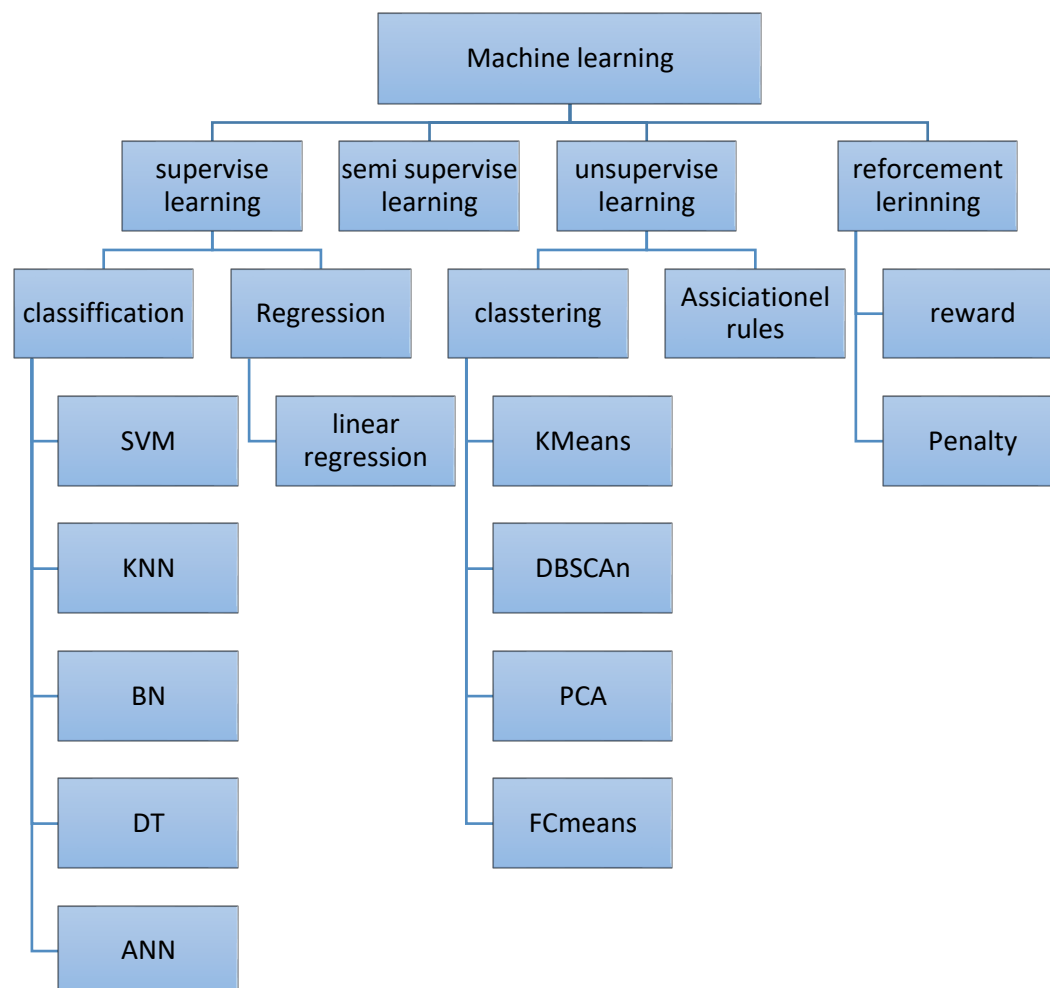 Machine learning
supervise
learning
semi supervise
learning
unsupervise
learning
reforcement
lerinning
classiffication
Regression
classtering
Assiciationel
rules
reward
SVM
linear
regression
KMeans
Penalty
KNN
DBSCAn
BN
PCA
DT
FCmeans
ANN